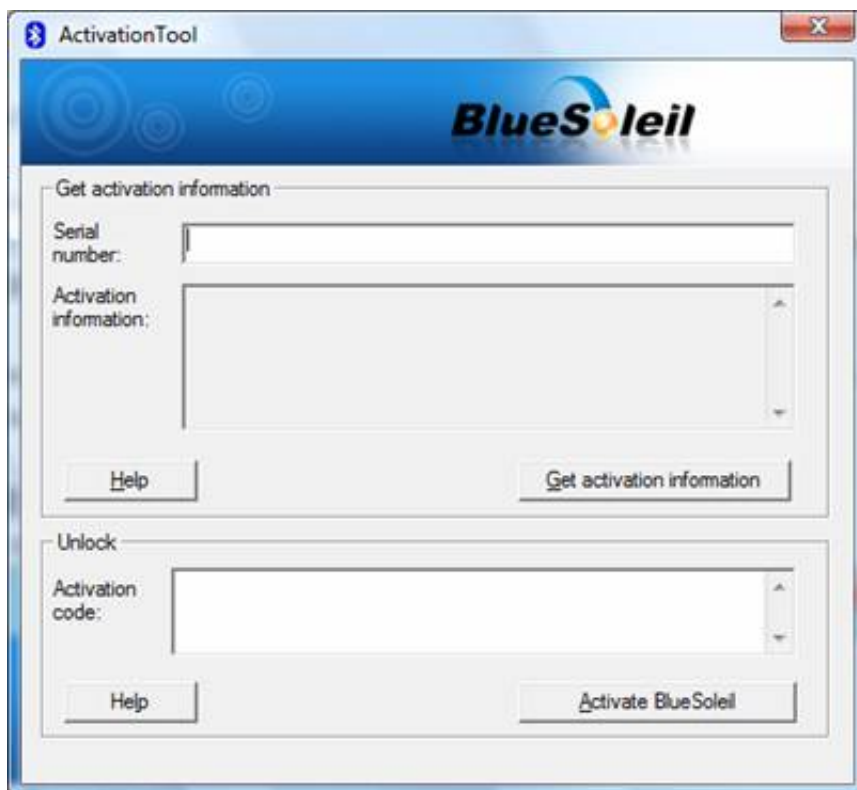 ActivationTool
BlueSoleil
Get activation information
Serial
number:
Activation
information:
Help
Get activation information
Unlock
Activation
code:
Help
Activate BlueSoleil